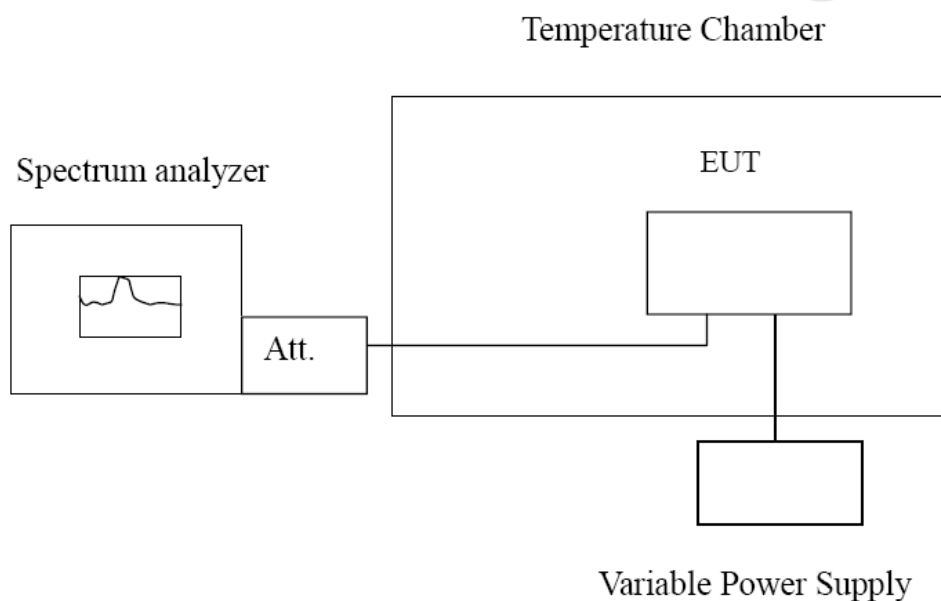 Temperature Chamber
Spectrum analyzer
EUT
Att.
Variable Power Supply